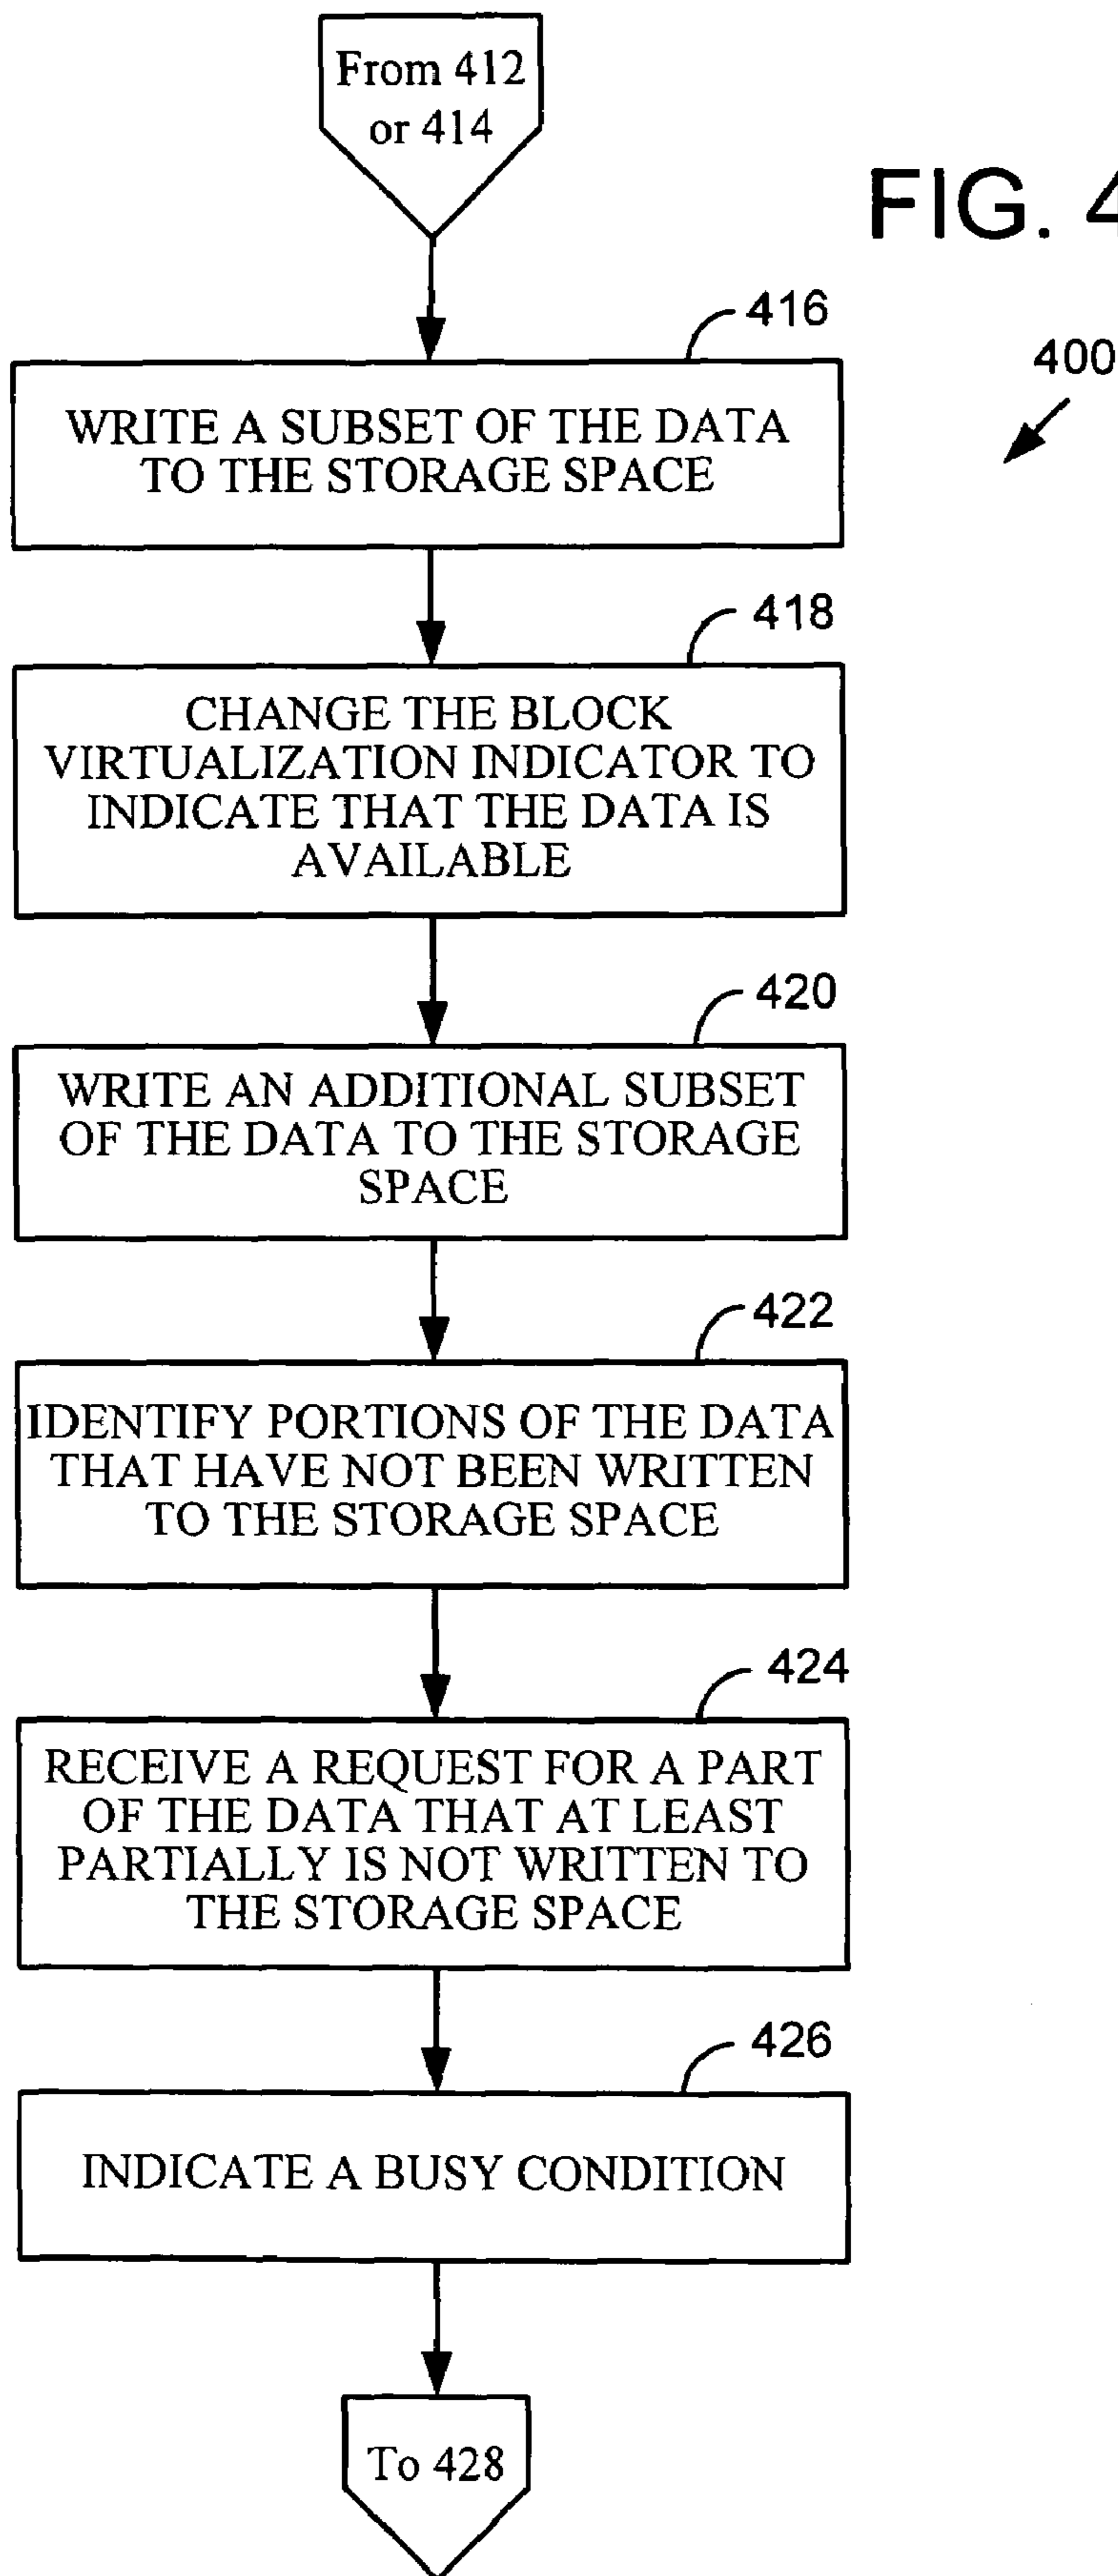 From 412
or 414
FIG. 4
416
400
WRITE A SUBSET OF THE DATA
TO THE STORAGE SPACE
418
CHANGE THE BLOCK
VIRTUALIZATION INDICATOR TO
INDICATE THAT THE DATA IS
AVAILABLE
420
WRITE AN ADDITIONAL SUBSET
OF THE DATA TO THE STORAGE
SPACE
422
IDENTIFY PORTIONS OF THE DATA
THAT HAVE NOT BEEN WRITTEN
TO THE STORAGE SPACE
424
RECEIVE A REQUEST FOR A PART
OF THE DATA THAT AT LEAST
PARTIALLY IS NOT WRITTEN TO
THE STORAGE SPACE
426
INDICATE A BUSY CONDITION
To 428